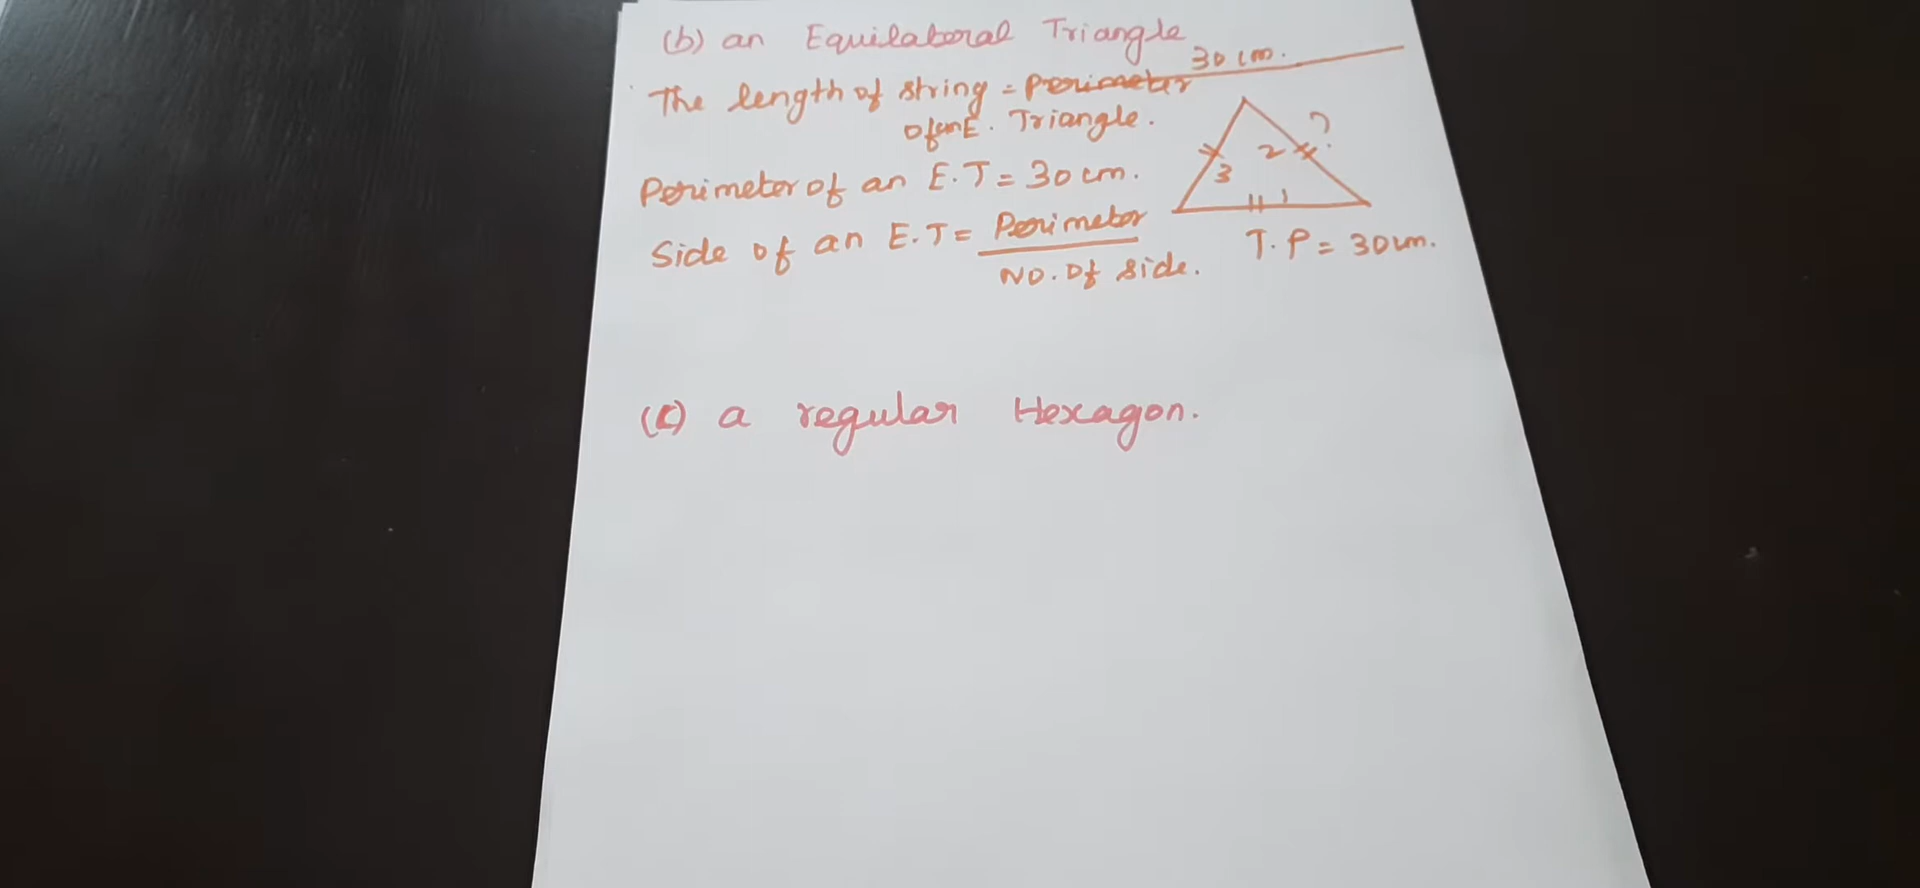 (b) an Equilateral Triangle
30 cm.
The length of string = Perimeter
of an E. Triangle.
?
2
3
1
Perimeter of an E.T = 30 cm.
Side of an E.T = Perimeter
No. Of side.
T.P = 30 cm.
(c) a regular Hexagon.